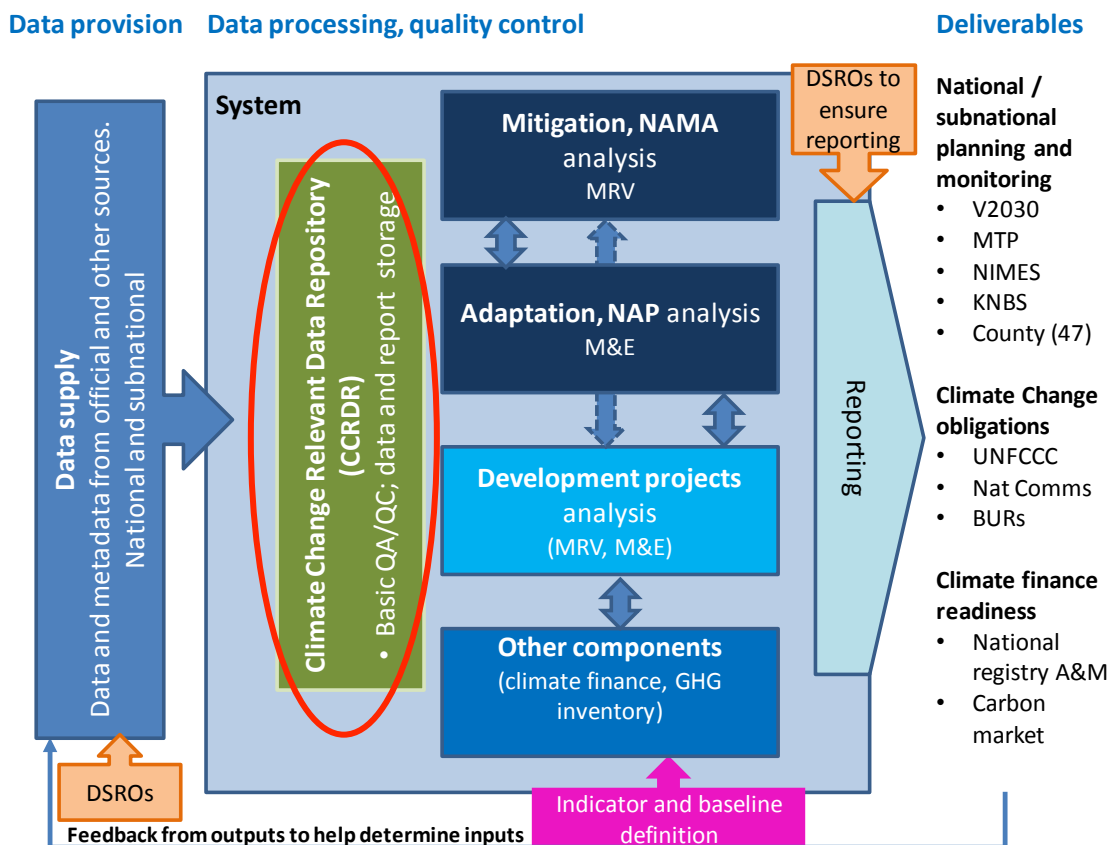 Data provision
Data processing, quality control
Deliverables
Data supply
Data and metadata from official and other sources.
National and subnational
DSROs
System
Climate Change Relevant Data Repository
(CCRDR)
• Basic QA/QC; data and report storage
Mitigation, NAMA
analysis
MRV
Adaptation, NAP analysis
M&E
Development projects
analysis
(MRV, M&E)
Other components
(climate finance, GHG
inventory)
Indicator and baseline
definition
DSROs to
ensure
reporting
Reporting
National /
subnational
planning and
monitoring
• V2030
• MTP
• NIMES
• KNBS
• County (47)
Climate Change
obligations
• UNFCCC
• Nat Comms
• BURs
Climate finance
readiness
• National
registry A&M
• Carbon
market
Feedback from outputs to help determine inputs